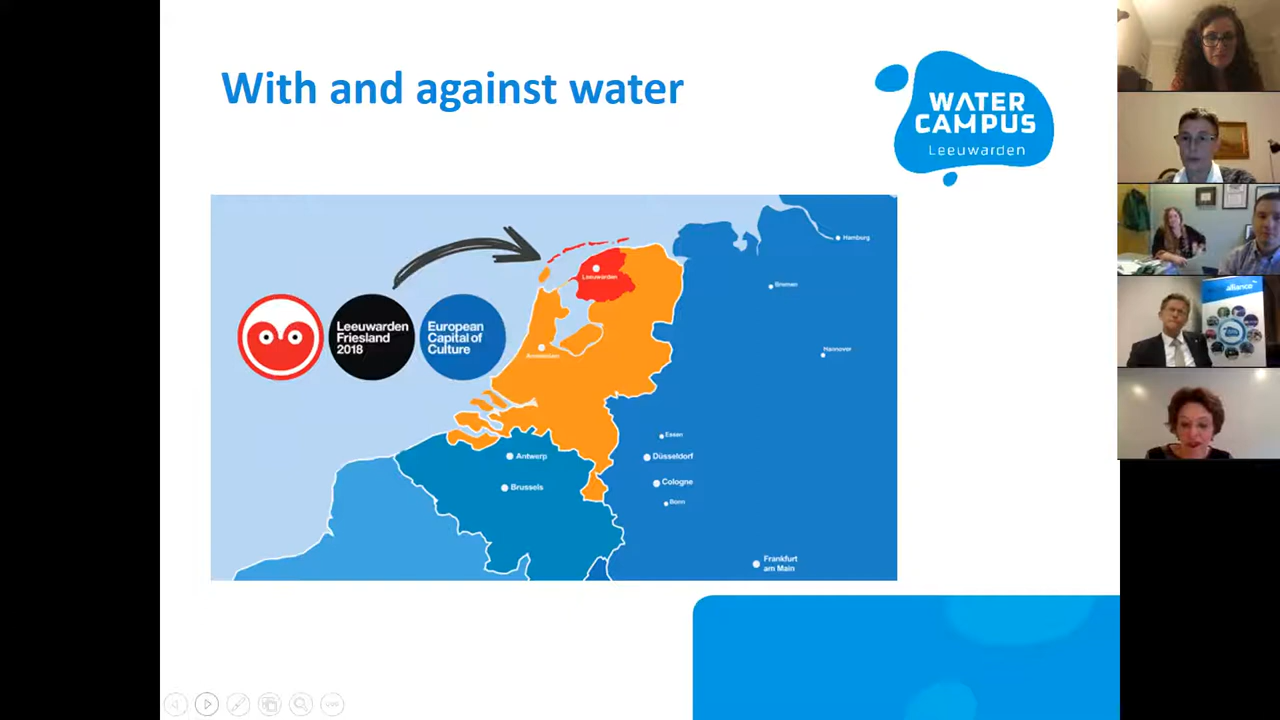 With and against water
WATER
CAMPUS
Leeuwarden
Leeuwarden
Friesland
2018
European
Capital of
Culture
Leeuwarden
Amsterdam
Hamburg
Bremen
Hannover
Essen
Düsseldorf
Cologne
Bonn
Antwerp
Brussels
Frankfurt
am Main
alliance